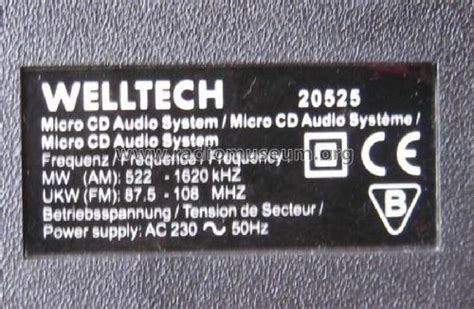 WELLTECH 20525
Micro CD Audio System / Micro CD Audio Système /
Micro CD Audio System
Frequenz / Fréquences / Frequency
MW (AM): 522 - 1620 kHZ
UKW (FM): 87.5 - 108 MHZ
Betriebsspannung / Tension de Secteur /
Power supply: AC 230 ~ 50Hz
CE
B
www.radiomuseum.org